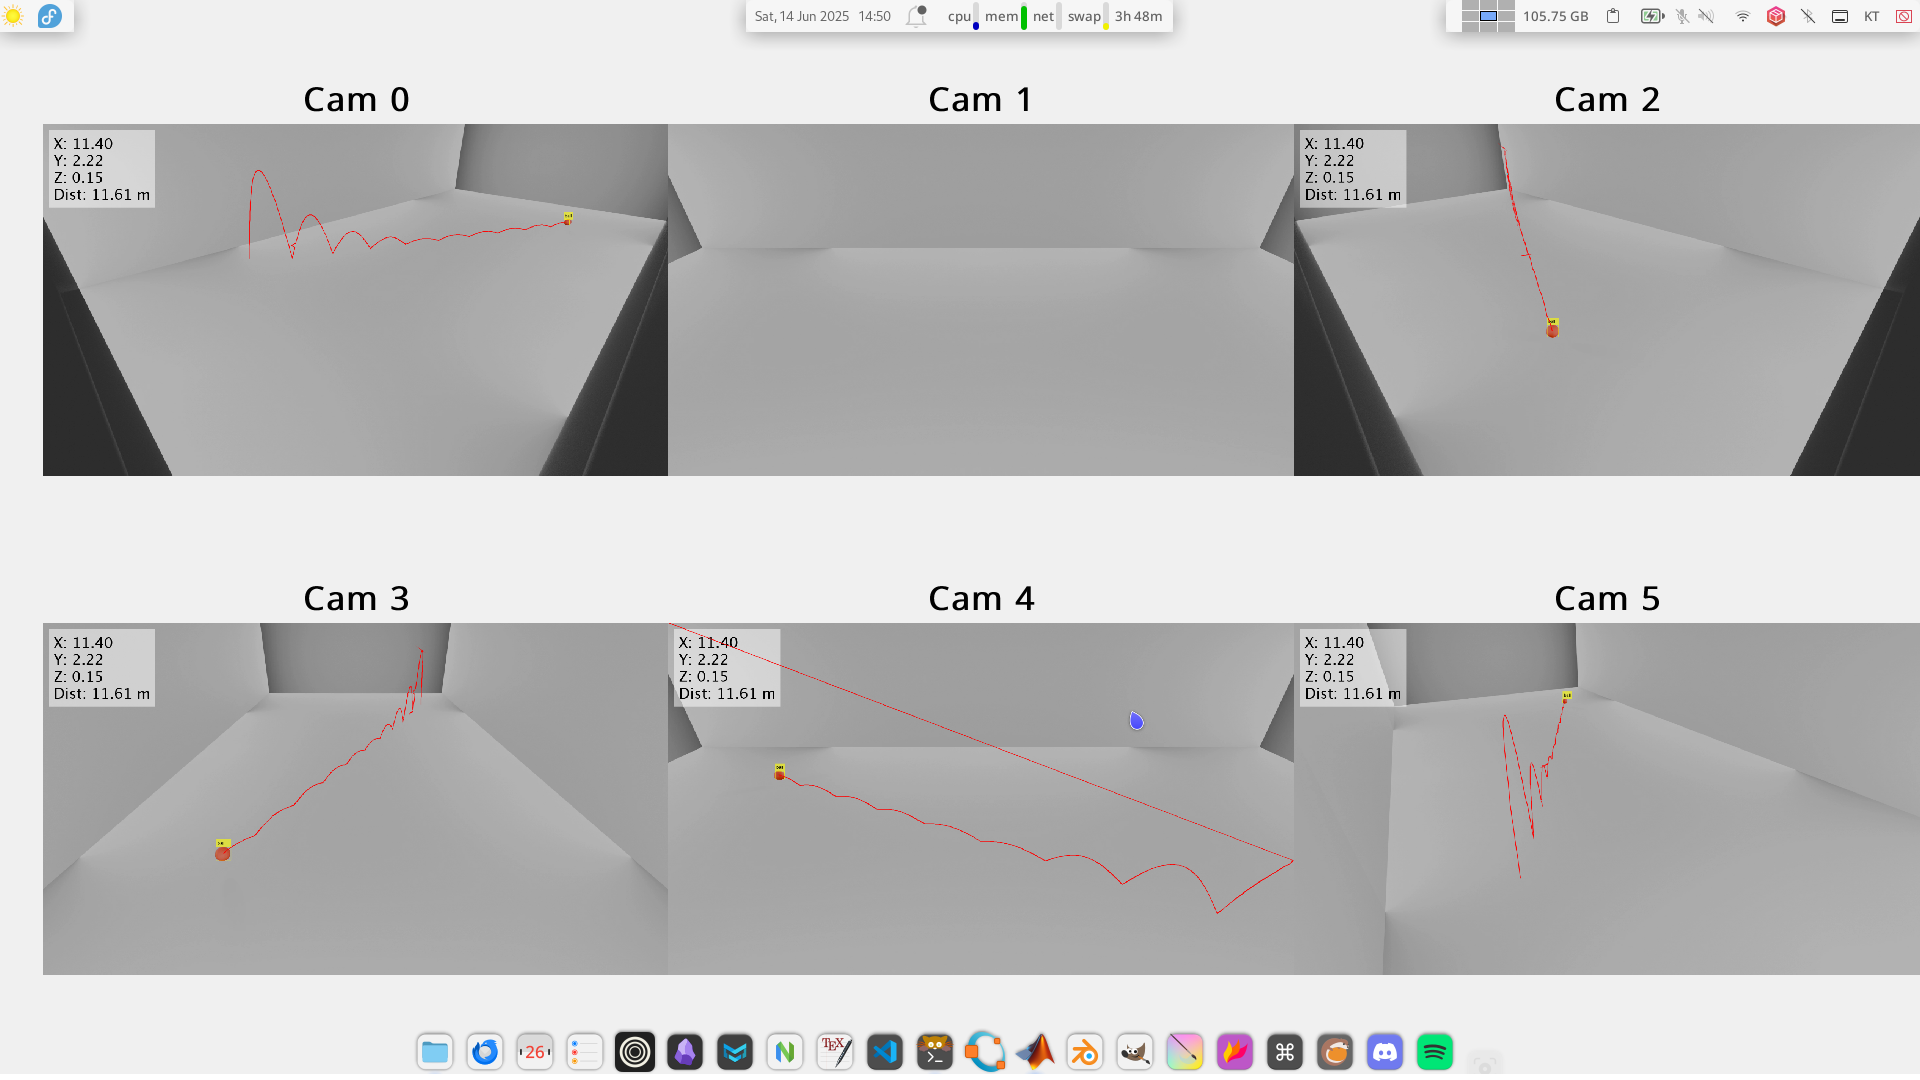 Sat, 14 Jun 2025 14:50 cpu mem net swap 3h 48m
105.75 GB KT
Cam 0
Cam 1
Cam 2
X: 11.40
Y: 2.22
Z: 0.15
Dist: 11.61 m
X: 11.40
Y: 2.22
Z: 0.15
Dist: 11.61 m
Cam 3
Cam 4
Cam 5
X: 11.40
Y: 2.22
Z: 0.15
Dist: 11.61 m
X: 11.40
Y: 2.22
Z: 0.15
Dist: 11.61 m
X: 11.40
Y: 2.22
Z: 0.15
Dist: 11.61 m
26
TEX